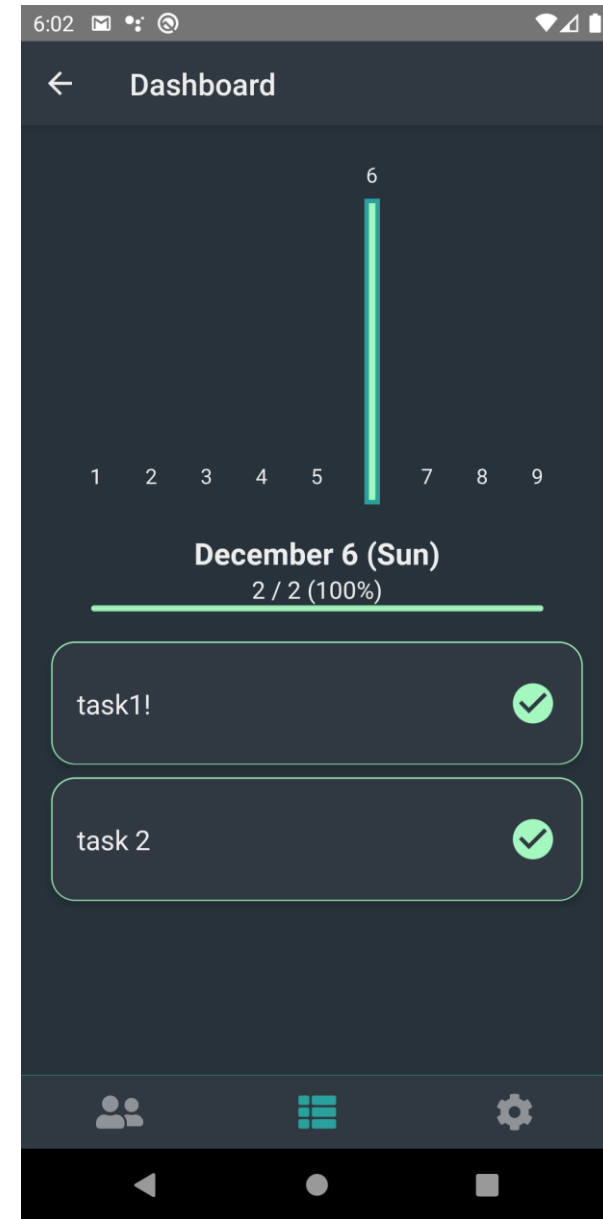 6:02
Dashboard
6
1 2 3 4 5 7 8 9
December 6 (Sun)
2 / 2 (100%)
task1!
task 2